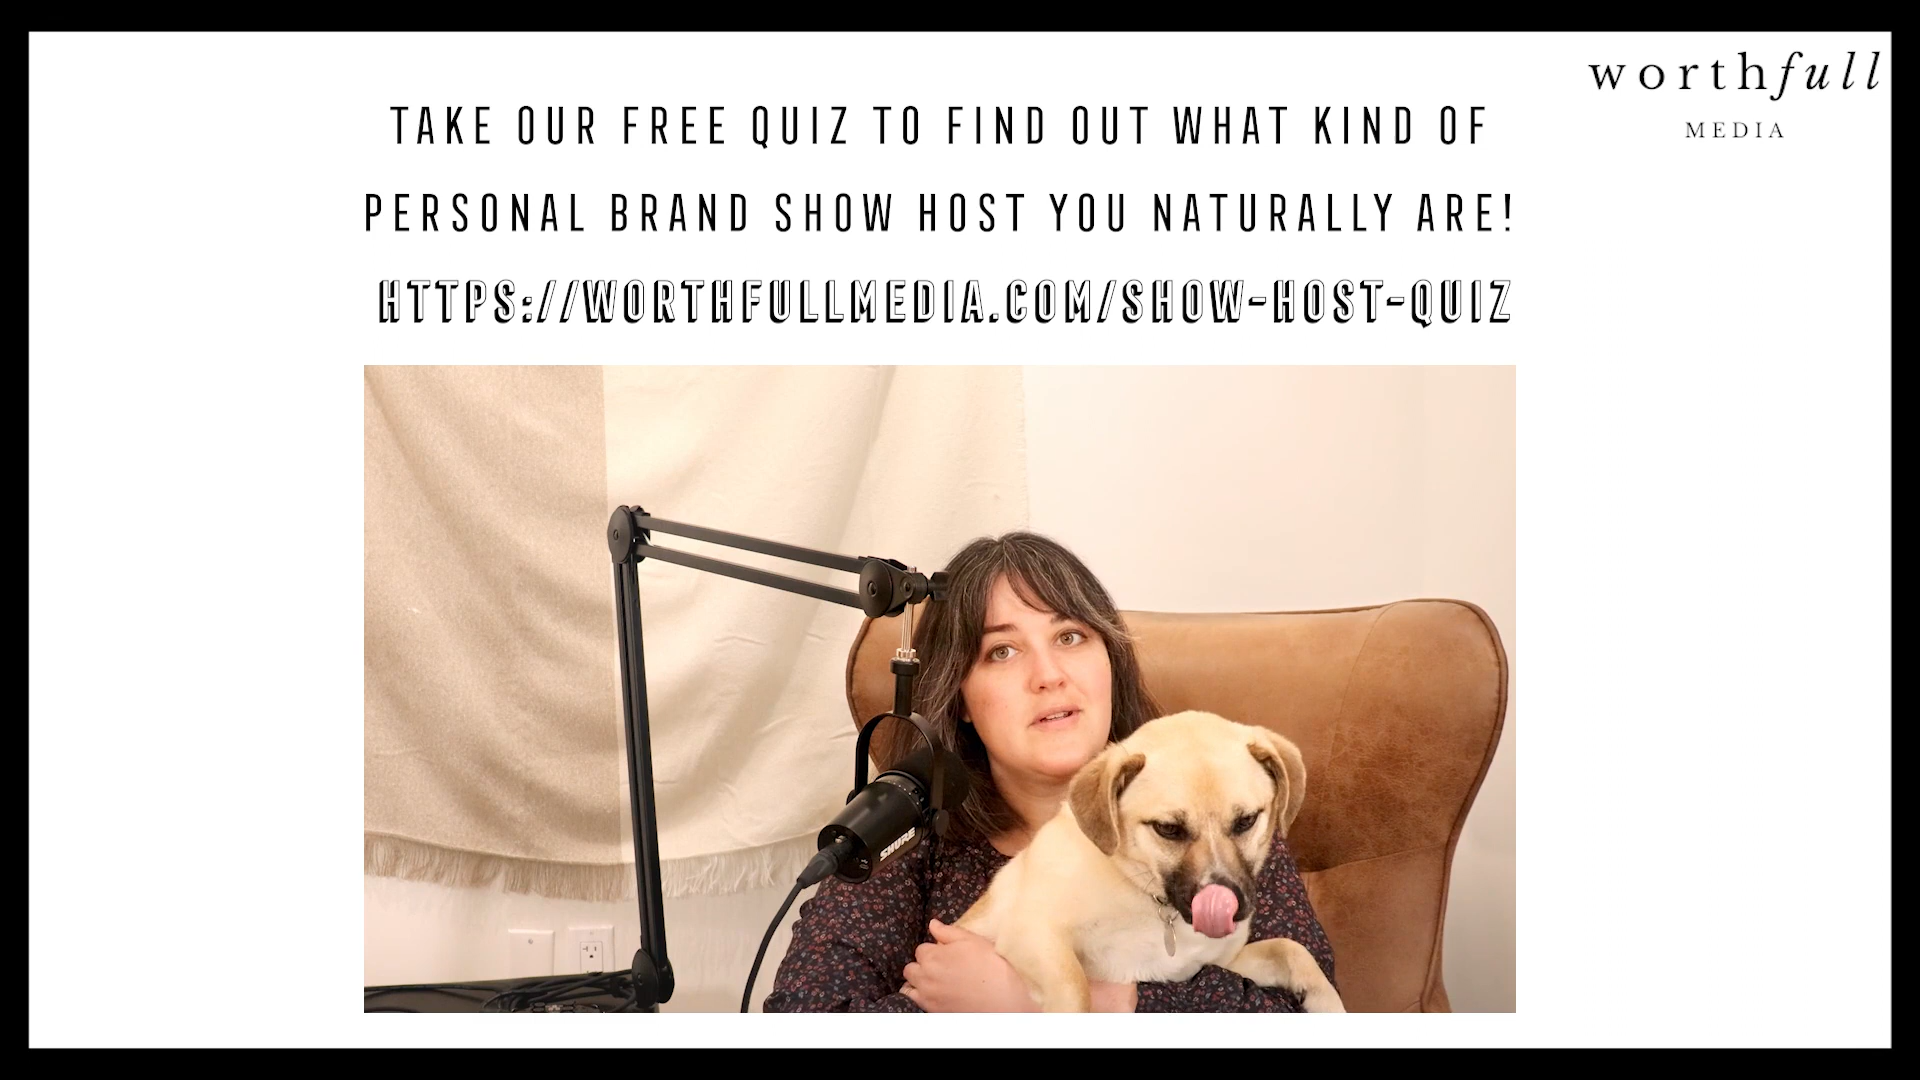 worthfull
MEDIA
TAKE OUR FREE QUIZ TO FIND OUT WHAT KIND OF
PERSONAL BRAND SHOW HOST YOU NATURALLY ARE!
HTTPS://WORTHFULLMEDIA.COM/SHOW-HOST-QUIZ
SHURE